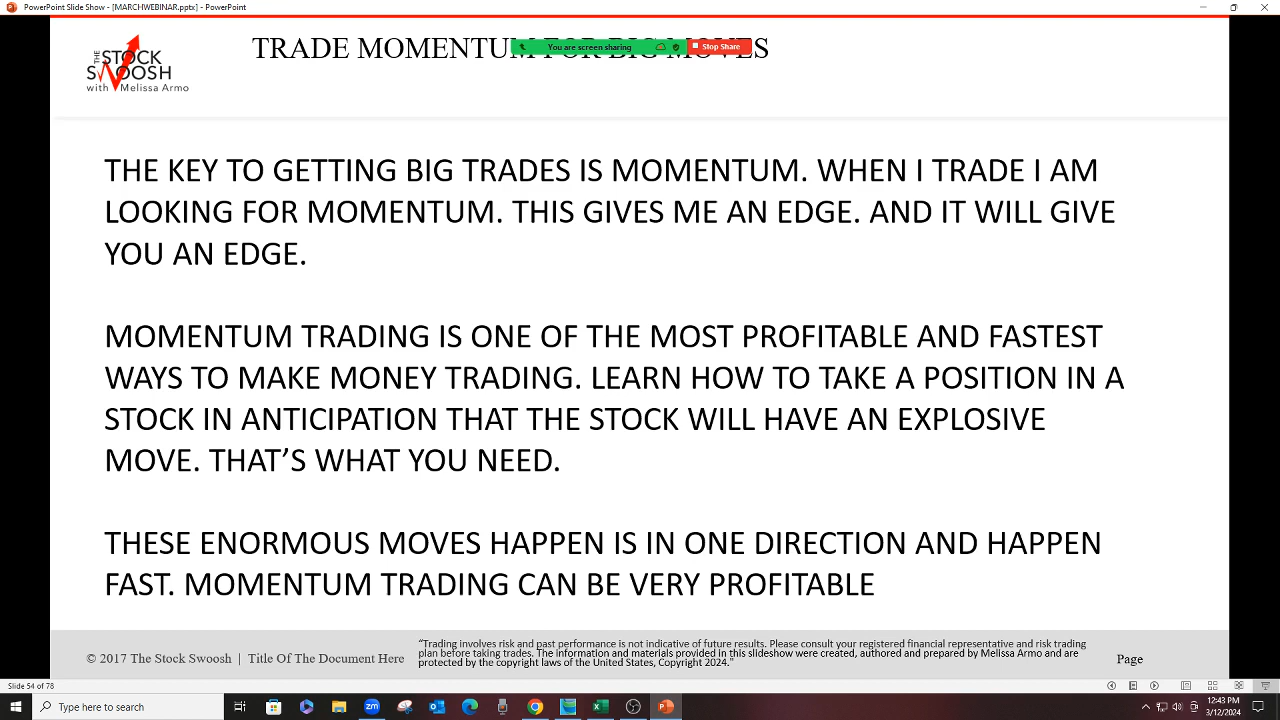 PowerPoint Slide Show - [MARCHWEBINAR.pptx] - PowerPoint
TRADE MOMENTUM FOR BIG MOVES
You are screen sharing
Stop Share
THE
STOCK
SWOOSH
with Melissa Armo
THE KEY TO GETTING BIG TRADES IS MOMENTUM. WHEN I TRADE I AM
LOOKING FOR MOMENTUM. THIS GIVES ME AN EDGE. AND IT WILL GIVE
YOU AN EDGE.
MOMENTUM TRADING IS ONE OF THE MOST PROFITABLE AND FASTEST
WAYS TO MAKE MONEY TRADING. LEARN HOW TO TAKE A POSITION IN A
STOCK IN ANTICIPATION THAT THE STOCK WILL HAVE AN EXPLOSIVE
MOVE. THAT’S WHAT YOU NEED.
THESE ENORMOUS MOVES HAPPEN IS IN ONE DIRECTION AND HAPPEN
FAST. MOMENTUM TRADING CAN BE VERY PROFITABLE
© 2017 The Stock Swoosh | Title Of The Document Here
“Trading involves risk and past performance is not indicative of future results. Please consult your registered financial representative and risk trading
plan before taking trades. The information and materials provided in this slideshow were created, authored and prepared by Melissa Armo and are
protected by the copyright laws of the United States, Copyright 2024.”
Page
Slide 54 of 78
Type here to search
12:43 PM
3/12/2024